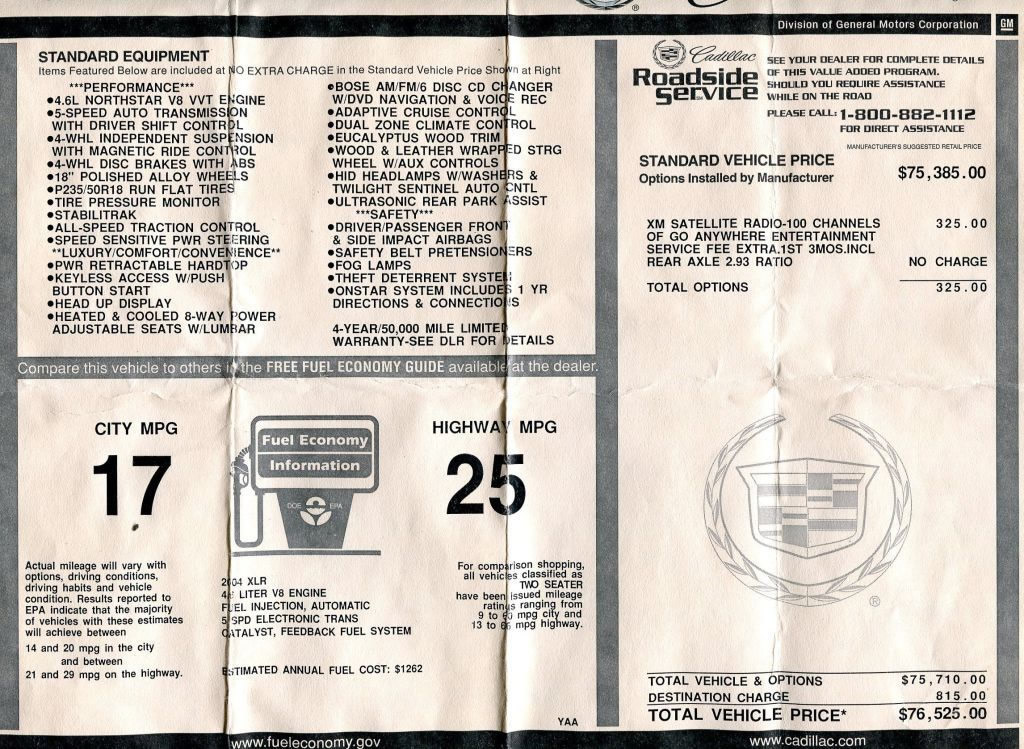 Division of General Motors Corporation
GM
STANDARD EQUIPMENT
Items Featured Below are included at NO EXTRA CHARGE in the Standard Vehicle Price Shown at Right
***PERFORMANCE***
•4.6L NORTHSTAR V8 VVT ENGINE
•5-SPEED AUTO TRANSMISSION
WITH DRIVER SHIFT CONTROL
•4-WHL INDEPENDENT SUSPENSION
WITH MAGNETIC RIDE CONTROL
•4-WHL DISC BRAKES WITH ABS
•18" POLISHED ALLOY WHEELS
•P235/50R18 RUN FLAT TIRES
•TIRE PRESSURE MONITOR
•STABILITRAK
•ALL-SPEED TRACTION CONTROL
•SPEED SENSITIVE PWR STEERING
**LUXURY/COMFORT/CONVENIENCE**
•PWR RETRACTABLE HARDTOP
•KEYLESS ACCESS W/PUSH
BUTTON START
•HEAD UP DISPLAY
•HEATED & COOLED 8-WAY POWER
ADJUSTABLE SEATS W/LUMBAR
•BOSE AM/FM/6 DISC CD CHANGER
W/DVD NAVIGATION & VOICE REC
•ADAPTIVE CRUISE CONTROL
•DUAL ZONE CLIMATE CONTROL
•EUCALYPTUS WOOD TRIM
•WOOD & LEATHER WRAPPED STRG
WHEEL W/AUX CONTROLS
•HID HEADLAMPS W/WASHERS &
TWILIGHT SENTINEL AUTO CNTL
•ULTRASONIC REAR PARK ASSIST
***SAFETY***
•DRIVER/PASSENGER FRONT
& SIDE IMPACT AIRBAGS
•SAFETY BELT PRETENSIONERS
•FOG LAMPS
•THEFT DETERRENT SYSTEM
•ONSTAR SYSTEM INCLUDES 1 YR
DIRECTIONS & CONNECTIONS
4-YEAR/50,000 MILE LIMITED
WARRANTY-SEE DLR FOR DETAILS
Cadillac
Roadside
Service
SEE YOUR DEALER FOR COMPLETE DETAILS
OF THIS VALUE ADDED PROGRAM.
SHOULD YOU REQUIRE ASSISTANCE
WHILE ON THE ROAD
PLEASE CALL: 1-800-882-1112
FOR DIRECT ASSISTANCE
MANUFACTURER'S SUGGESTED RETAIL PRICE
STANDARD VEHICLE PRICE $75,385.00
Options Installed by Manufacturer
XM SATELLITE RADIO-100 CHANNELS 325.00
OF GO ANYWHERE ENTERTAINMENT
SERVICE FEE EXTRA,1ST 3MOS.INCL
REAR AXLE 2.93 RATIO NO CHARGE
TOTAL OPTIONS 325.00
Compare this vehicle to others in the FREE FUEL ECONOMY GUIDE available at the dealer.
CITY MPG
17
Fuel Economy
Information
DOE EPA
HIGHWAY MPG
25
Actual mileage will vary with
options, driving conditions,
driving habits and vehicle
condition. Results reported to
EPA indicate that the majority
of vehicles with these estimates
will achieve between
14 and 20 mpg in the city
and between
21 and 29 mpg on the highway.
2004 XLR
4.6 LITER V8 ENGINE
FUEL INJECTION, AUTOMATIC
5 SPD ELECTRONIC TRANS
CATALYST, FEEDBACK FUEL SYSTEM
ESTIMATED ANNUAL FUEL COST: $1262
For comparison shopping,
all vehicles classified as
TWO SEATER
have been issued mileage
ratings ranging from
9 to mpg city and
13 to mpg highway.
YAA
®
TOTAL VEHICLE & OPTIONS $75,710.00
DESTINATION CHARGE 815.00
TOTAL VEHICLE PRICE* $76,525.00
www.fueleconomy.gov
www.cadillac.com